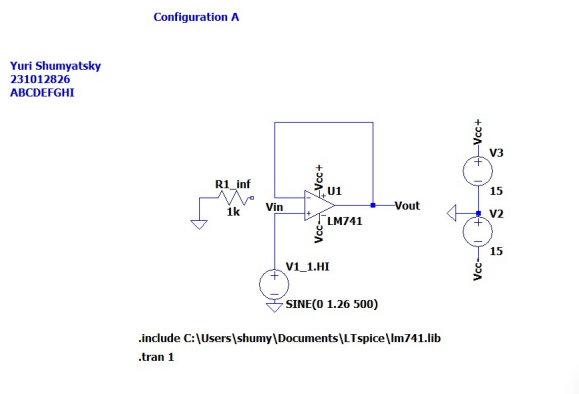 Configuration A
Yuri Shumyatsky
231012826
ABCDEFGHI
Vcc+
V3
15
V2
15
Vcc-
R1_inf
1k
Vin
Vcc+
U1
LM741
Vcc-
Vout
V1_1.HI
SINE(0 1.26 500)
.include C:\Users\shumy\Documents\LTspice\lm741.lib
.tran 1